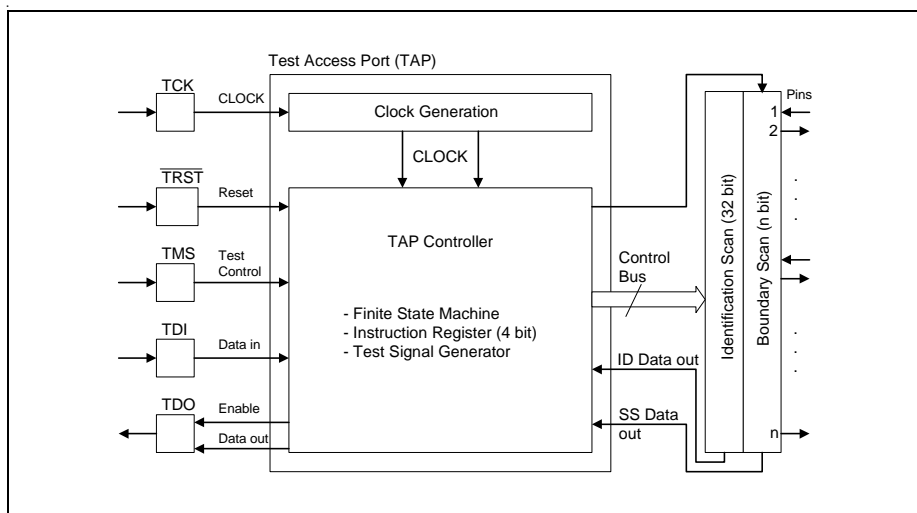 Test Access Port (TAP)
TCK
CLOCK
Clock Generation
CLOCK
TRST
Reset
TMS
Test
Control
TDI
Data in
TDO
Enable
Data out
TAP Controller
- Finite State Machine
- Instruction Register (4 bit)
- Test Signal Generator
Control
Bus
ID Data out
SS Data
out
Identification Scan (32 bit)
Boundary Scan (n bit)
Pins
1
2
.
.
.
.
.
.
n